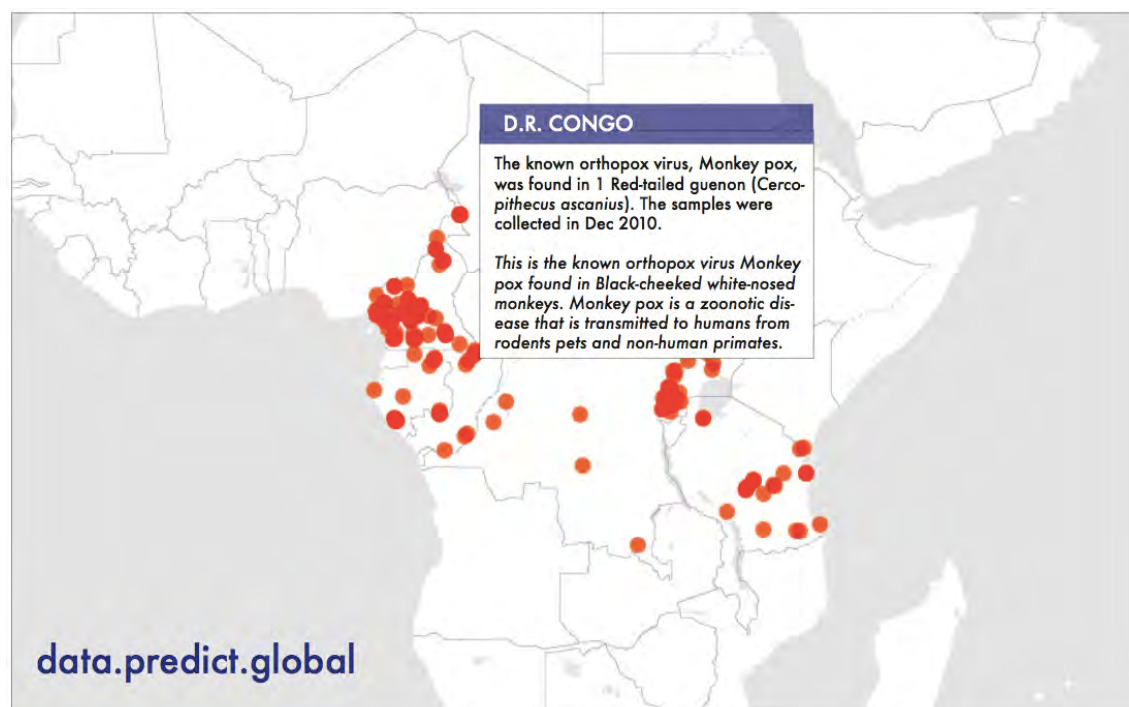 D.R. CONGO
The known orthopox virus, Monkey pox,
was found in 1 Red-tailed guenon (Cerco-
pithecus ascanius). The samples were
collected in Dec 2010.
This is the known orthopox virus Monkey
pox found in Black-cheeked white-nosed
monkeys. Monkey pox is a zoonotic dis-
ease that is transmitted to humans from
rodents pets and non-human primates.
data.predict.global